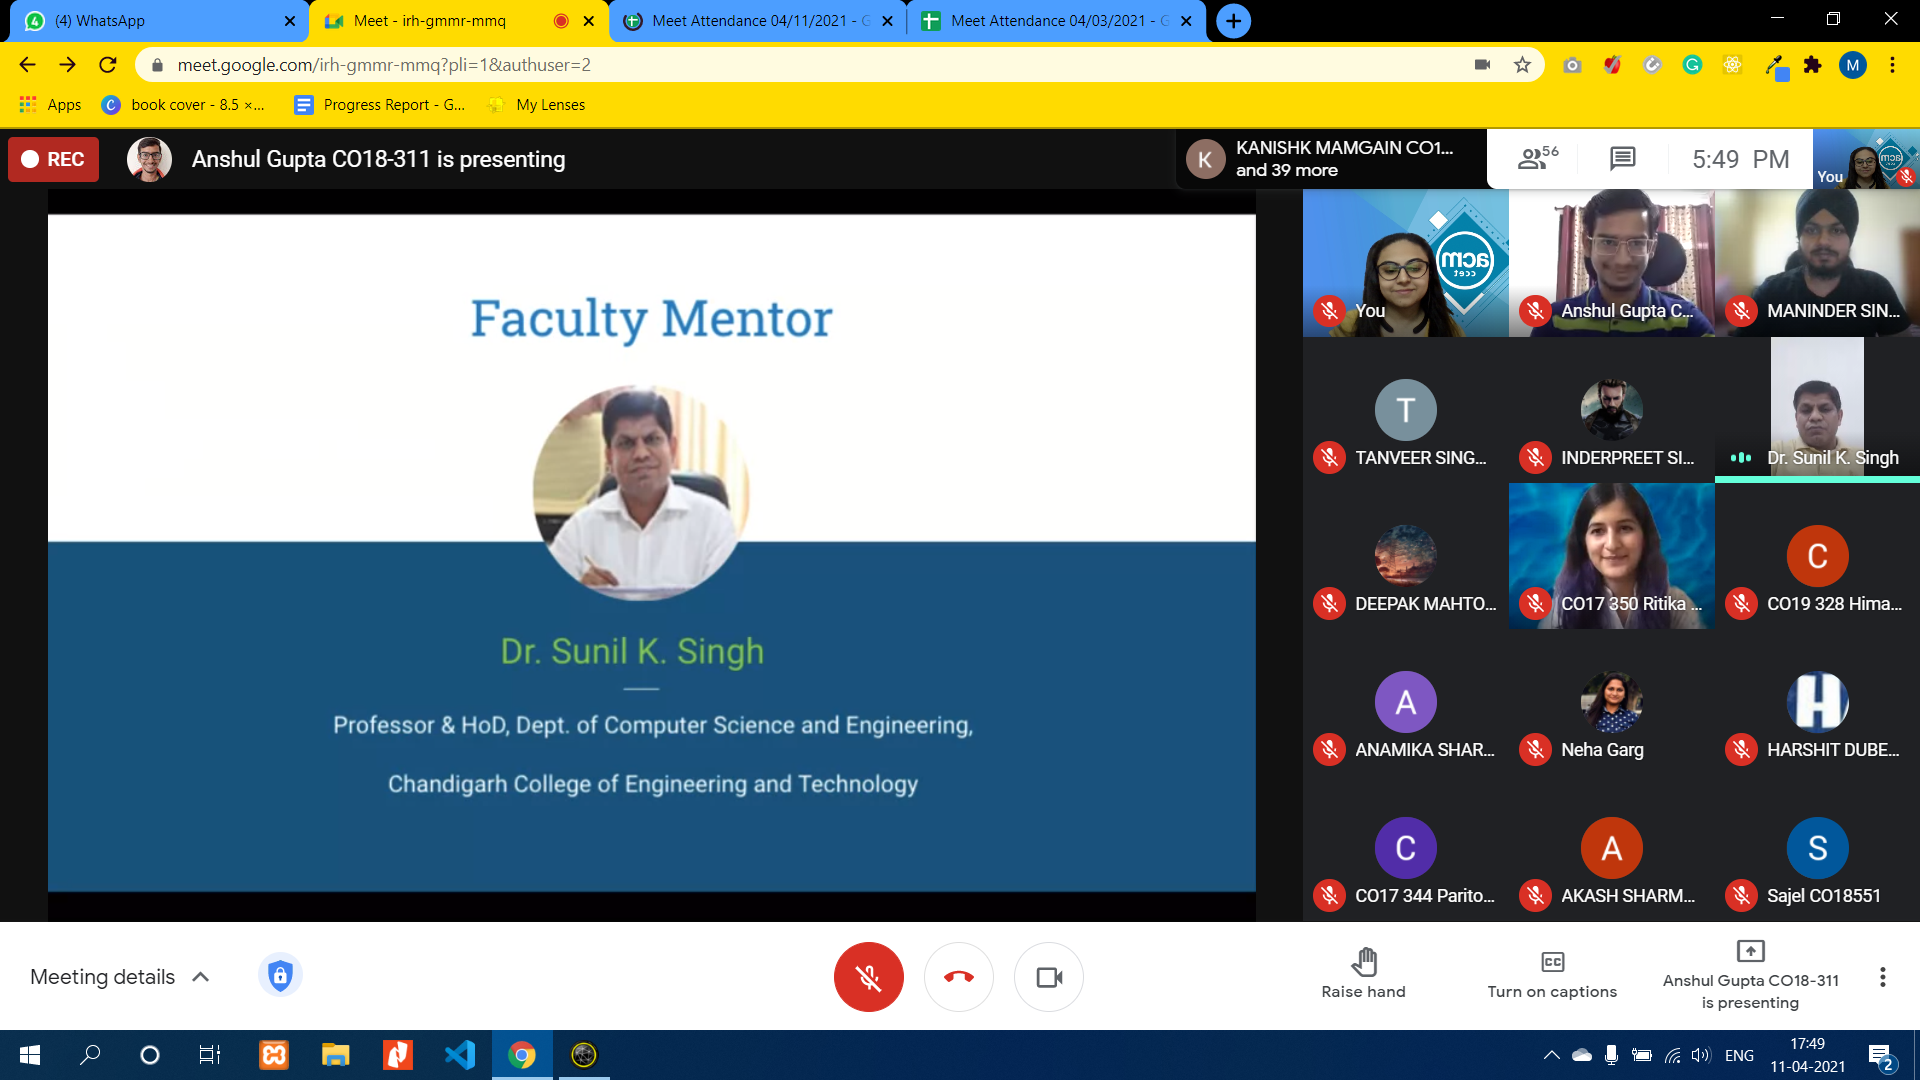 (4) WhatsApp
Meet - irh-gmmr-mmq
Meet Attendance 04/11/2021 - G
Meet Attendance 04/03/2021 - G
meet.google.com/irh-gmmr-mmq?pli=1&authuser=2
M
Apps
book cover - 8.5 ×...
Progress Report - G...
My Lenses
REC
Anshul Gupta CO18-311 is presenting
K
KANISHK MAMGAIN CO1...
and 39 more
56
5:49 PM
You
Faculty Mentor
Dr. Sunil K. Singh
Professor & HoD, Dept. of Computer Science and Engineering,
Chandigarh College of Engineering and Technology
acm
ccet
You
Anshul Gupta C...
MANINDER SIN...
T
TANVEER SING...
INDERPREET SI...
Dr. Sunil K. Singh
DEEPAK MAHTO...
CO17 350 Ritika ...
C
CO19 328 Hima...
A
ANAMIKA SHAR...
Neha Garg
H
HARSHIT DUBE...
C
CO17 344 Parito...
A
AKASH SHARM...
S
Sajel CO18551
Meeting details
Raise hand
CC
Turn on captions
Anshul Gupta CO18-311
is presenting
ENG
17:49
11-04-2021
2